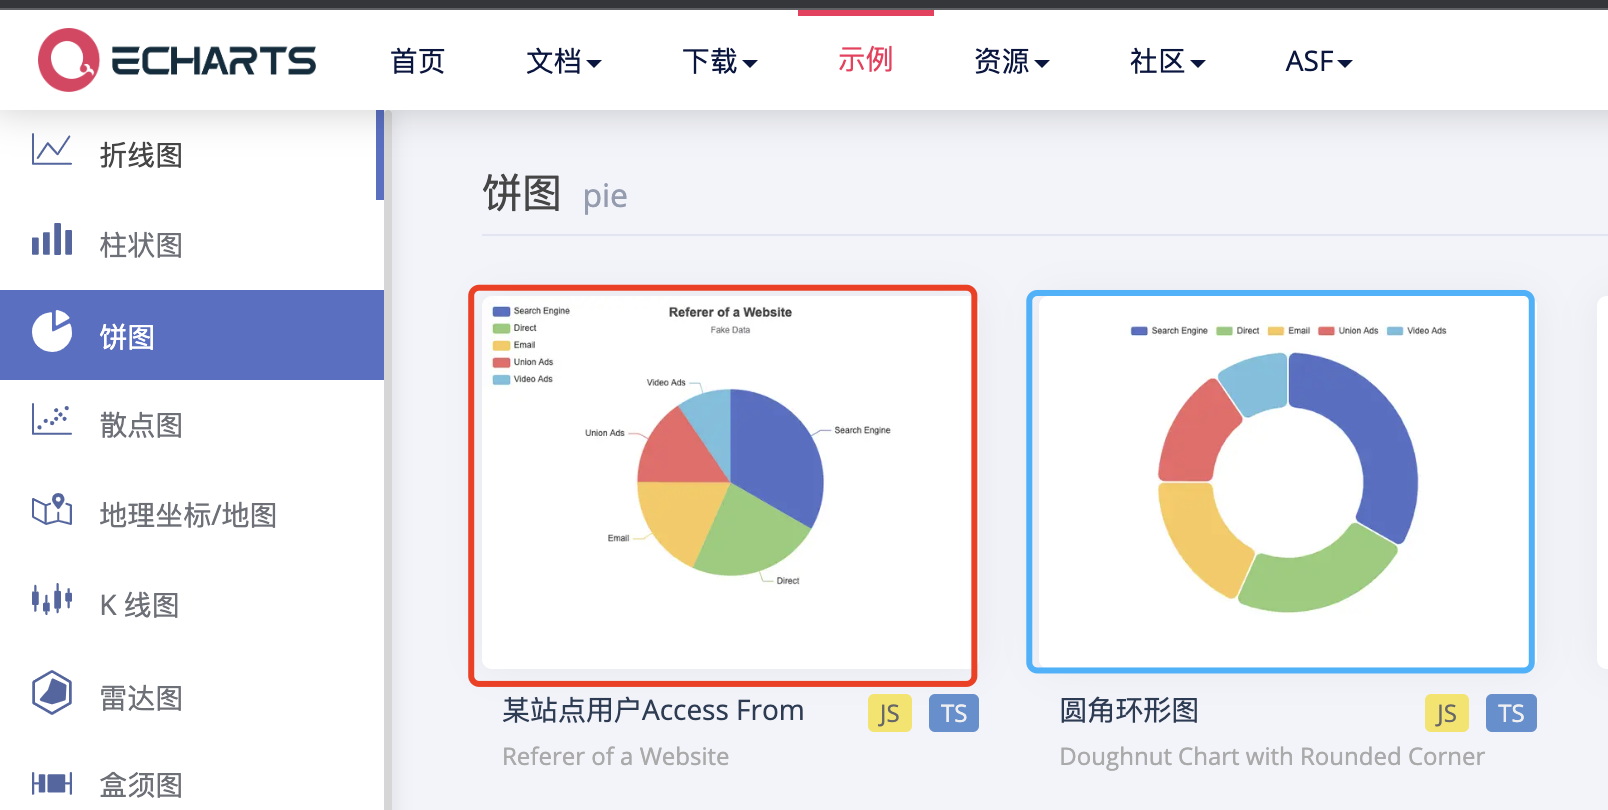 ECHARTS
首页
文档
下载
示例
资源
社区
ASF
折线图
柱状图
饼图
散点图
地理坐标/地图
K 线图
雷达图
盒须图
饼图 pie
Referer of a Website
Fake Data
Search Engine
Direct
Email
Union Ads
Video Ads
Video Ads
Union Ads
Search Engine
Email
Direct
某站点用户Access From
JS
TS
Referer of a Website
Search Engine Direct Email Union Ads Video Ads
圆角环形图
JS
TS
Doughnut Chart with Rounded Corner